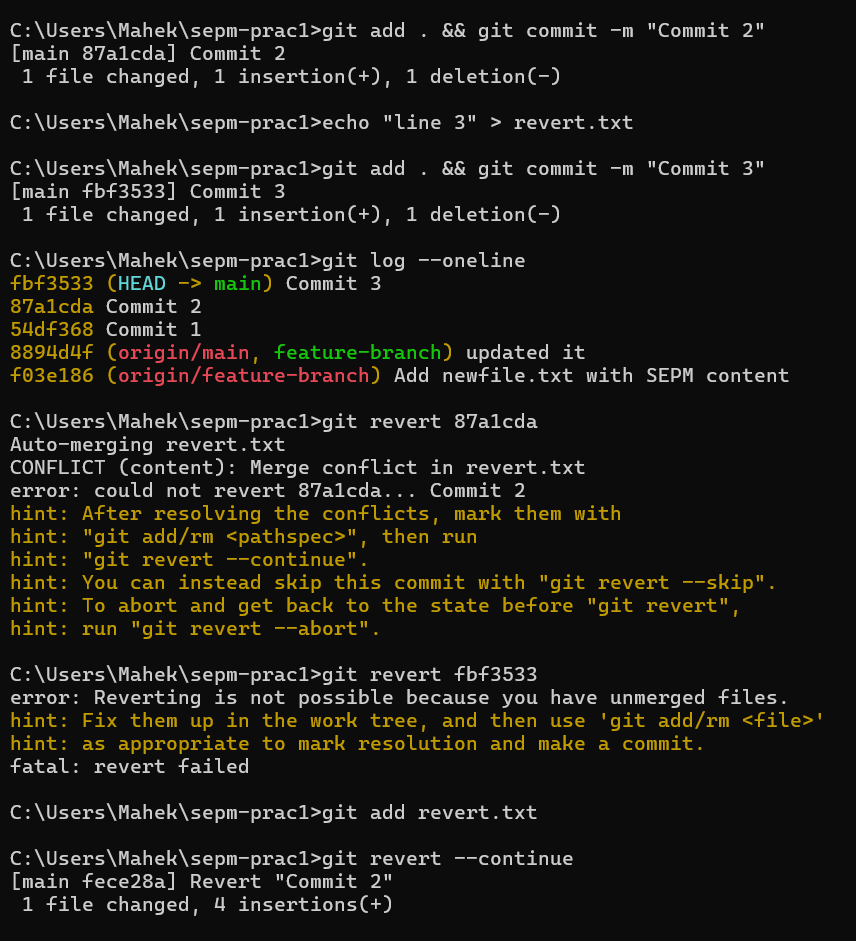 C:\Users\Mahek\sepm-prac1>git add . && git commit -m "Commit 2"
[main 87a1cda] Commit 2
 1 file changed, 1 insertion(+), 1 deletion(-)

C:\Users\Mahek\sepm-prac1>echo "line 3" > revert.txt

C:\Users\Mahek\sepm-prac1>git add . && git commit -m "Commit 3"
[main fbf3533] Commit 3
 1 file changed, 1 insertion(+), 1 deletion(-)

C:\Users\Mahek\sepm-prac1>git log --oneline
fbf3533 (HEAD -> main) Commit 3
87a1cda Commit 2
54df368 Commit 1
8894d4f (origin/main, feature-branch) updated it
f03e186 (origin/feature-branch) Add newfile.txt with SEPM content

C:\Users\Mahek\sepm-prac1>git revert 87a1cda
Auto-merging revert.txt
CONFLICT (content): Merge conflict in revert.txt
error: could not revert 87a1cda... Commit 2
hint: After resolving the conflicts, mark them with
hint: "git add/rm <pathspec>", then run
hint: "git revert --continue".
hint: You can instead skip this commit with "git revert --skip".
hint: To abort and get back to the state before "git revert",
hint: run "git revert --abort".

C:\Users\Mahek\sepm-prac1>git revert fbf3533
error: Reverting is not possible because you have unmerged files.
hint: Fix them up in the work tree, and then use 'git add/rm <file>'
hint: as appropriate to mark resolution and make a commit.
fatal: revert failed

C:\Users\Mahek\sepm-prac1>git add revert.txt

C:\Users\Mahek\sepm-prac1>git revert --continue
[main fece28a] Revert "Commit 2"
 1 file changed, 4 insertions(+)